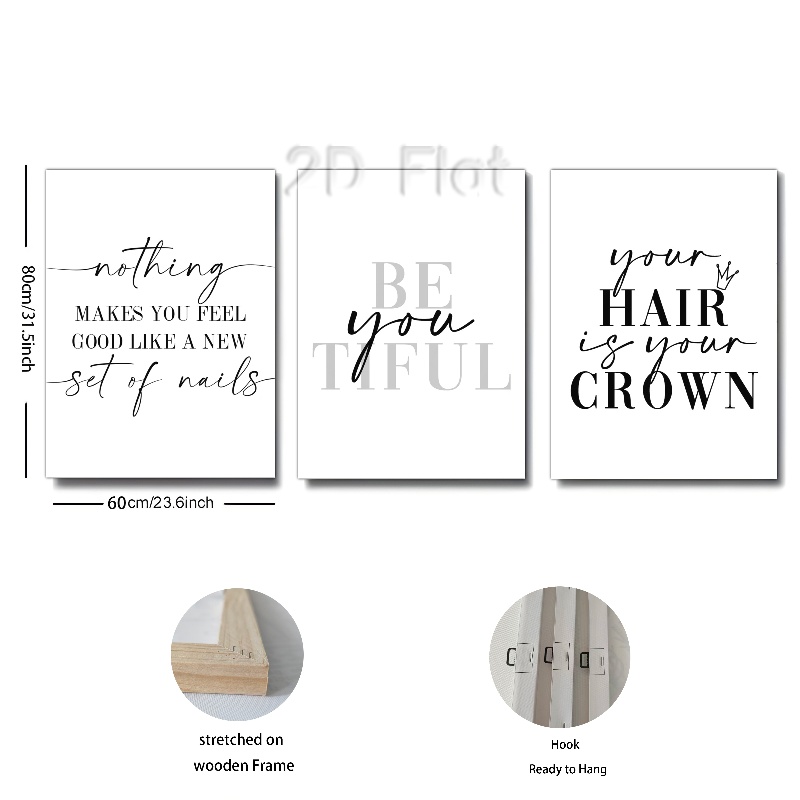 2D Flat
80cm/31.5inch
nothing
MAKES YOU FEEL
GOOD LIKE A NEW
set of nails
BE
you
TIFUL
your
HAIR
is your
CROWN
60cm/23.6inch
stretched on
wooden Frame
Hook
Ready to Hang